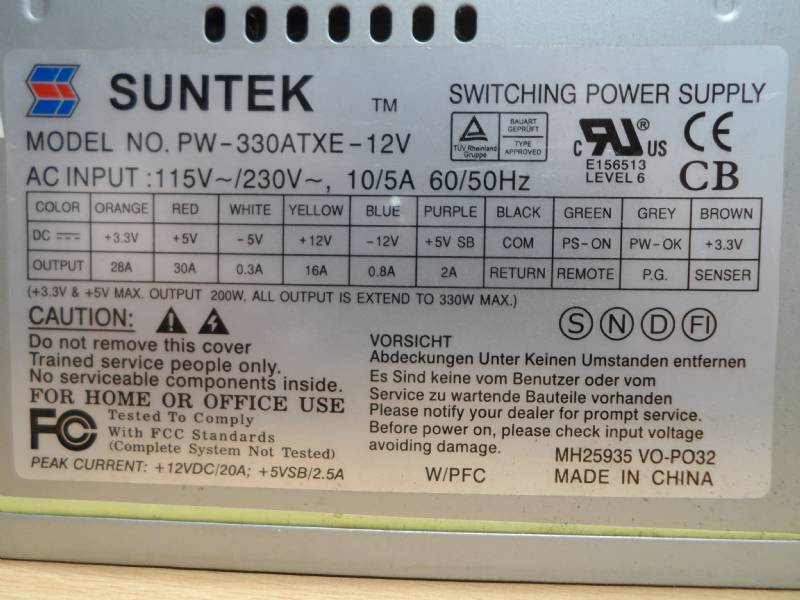 SUNTEK TM
SWITCHING POWER SUPPLY
MODEL NO. PW-330ATXE-12V
TÜV Rheinland Gruppe
BAUART GEPRÜFT
TYPE APPROVED
C RU ® US
E156513
LEVEL 6
CE
CB
AC INPUT :115V~/230V~, 10/5A 60/50Hz
COLOR ORANGE RED WHITE YELLOW BLUE PURPLE BLACK GREEN GREY BROWN
DC +3.3V +5V -5V +12V -12V +5V SB COM PS-ON PW-OK +3.3V
OUTPUT 28A 30A 0.3A 16A 0.8A 2A RETURN REMOTE P.G. SENSER
(+3.3V & +5V MAX. OUTPUT 200W, ALL OUTPUT IS EXTEND TO 330W MAX.)
CAUTION:
Do not remove this cover
Trained service people only.
No serviceable components inside.
FOR HOME OR OFFICE USE
FC
Tested To Comply
With FCC Standards
(Complete System Not Tested)
PEAK CURRENT: +12VDC/20A; +5VSB/2.5A
S N D FI
VORSICHT
Abdeckungen Unter Keinen Umstanden entfernen
Es Sind keine vom Benutzer oder vom
Service zu wartende Bauteile vorhanden
Please notify your dealer for prompt service.
Before power on, please check input voltage
avoiding damage.
MH25935 VO-PO32
W/PFC
MADE IN CHINA